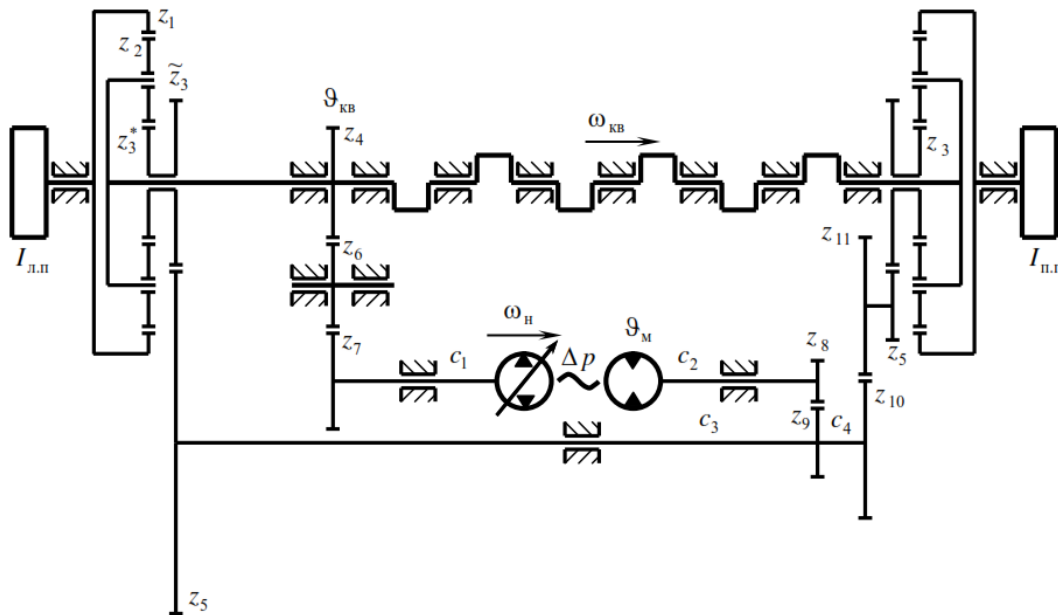 z₁
z₂
z̃₃
z₃*
ϑкв
z₄
ωкв
z₃
Iл.п
z₆
z₁₁
Iп.п
z₇
c₁
ωн
Δp
ϑм
c₂
z₈
z₅
z₁₀
c₃
z₉
c₄
z₅